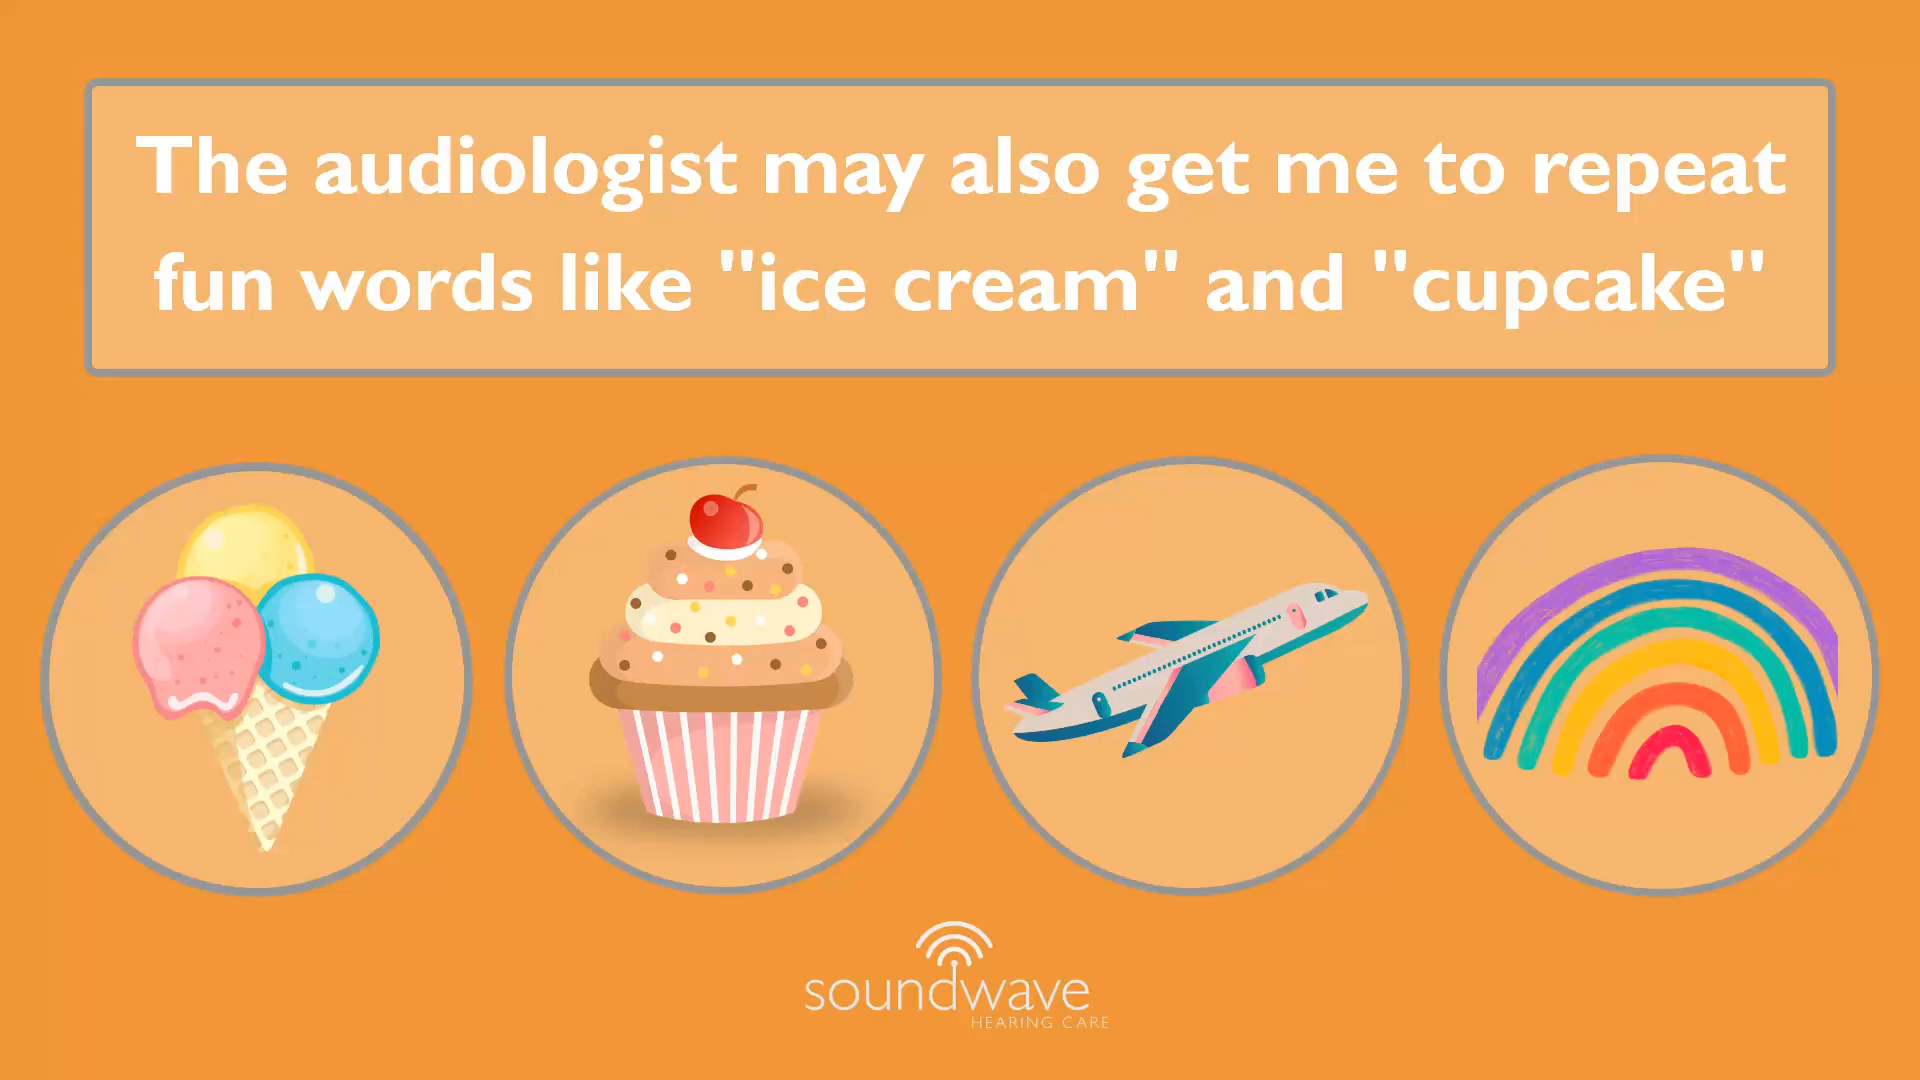 The audiologist may also get me to repeat
fun words like "ice cream" and "cupcake"
soundwave
HEARING CARE